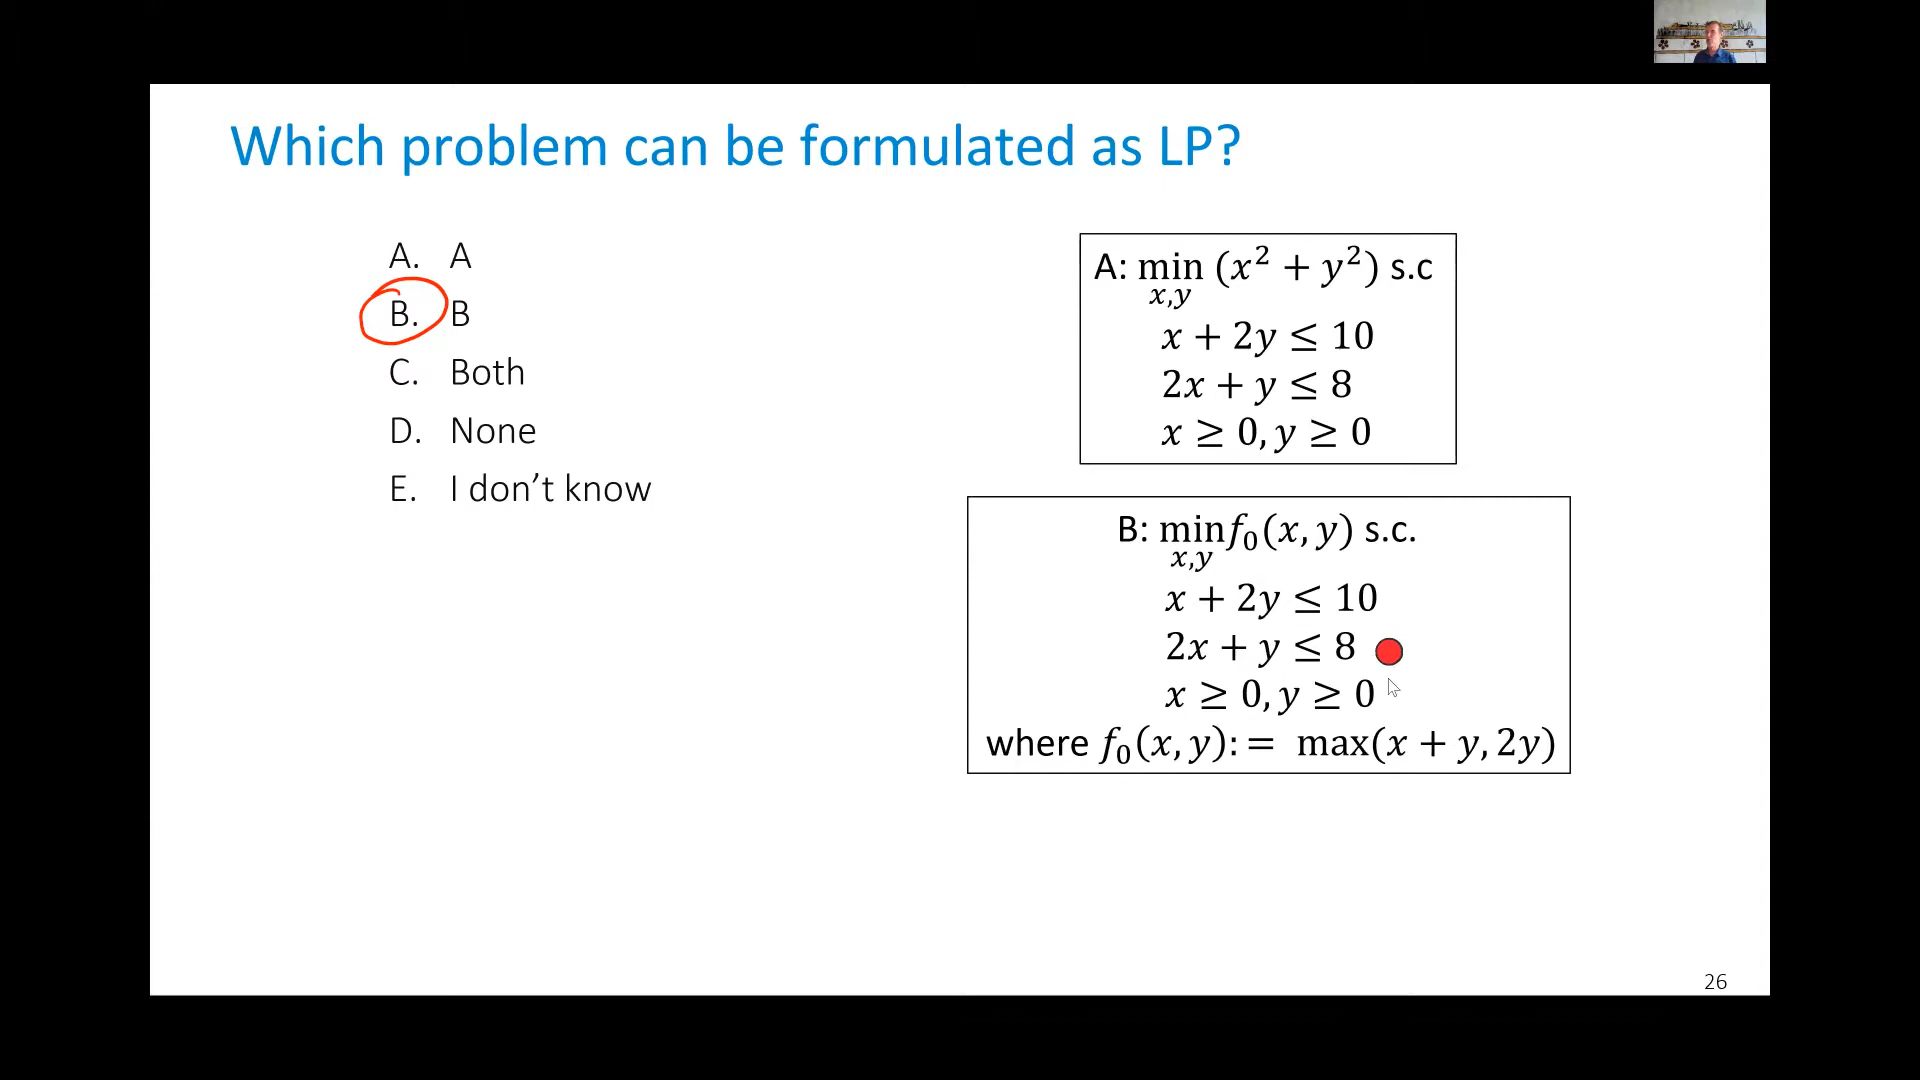 Which problem can be formulated as LP?
A. A
B. B
C. Both
D. None
E. I don’t know
A: min (x² + y²) s.c
x,y
x + 2y ≤ 10
2x + y ≤ 8
x ≥ 0, y ≥ 0
B: min f₀(x, y) s.c.
x,y
x + 2y ≤ 10
2x + y ≤ 8
x ≥ 0, y ≥ 0
where f₀(x, y): = max(x + y, 2y)
26